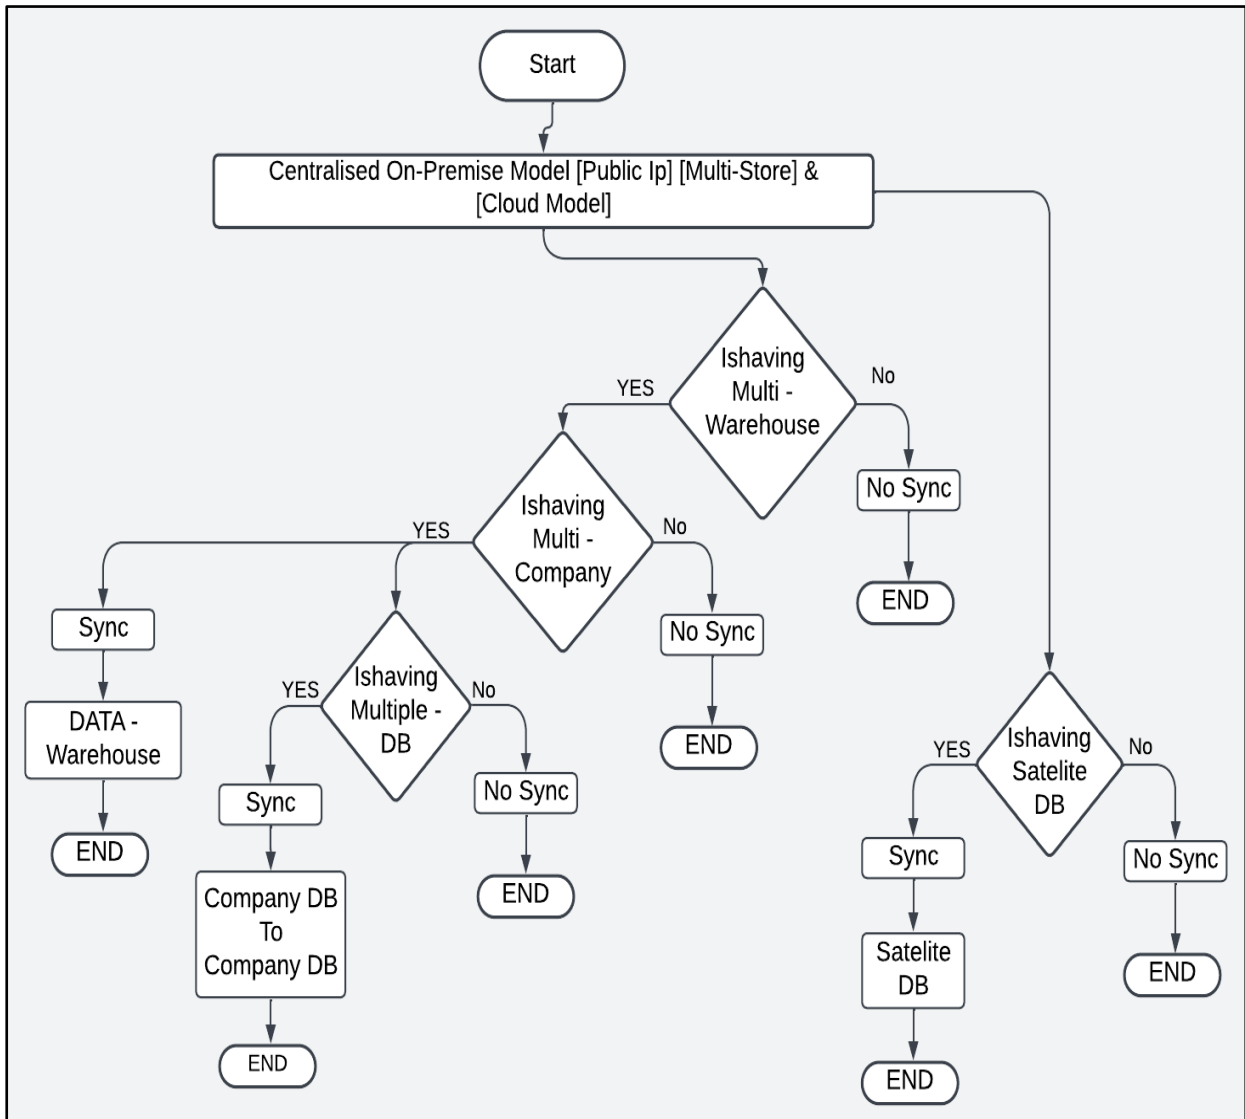 Start
Centralised On-Premise Model [Public Ip] [Multi-Store] &
[Cloud Model]
Ishaving
Multi -
Warehouse
YES
No
No Sync
END
Ishaving
Multi -
Company
YES
No
No Sync
END
Sync
DATA -
Warehouse
END
Ishaving
Multiple -
DB
YES
No
Sync
Company DB
To
Company DB
END
No Sync
END
Ishaving
Satelite
DB
YES
No
Sync
Satelite
DB
END
No Sync
END